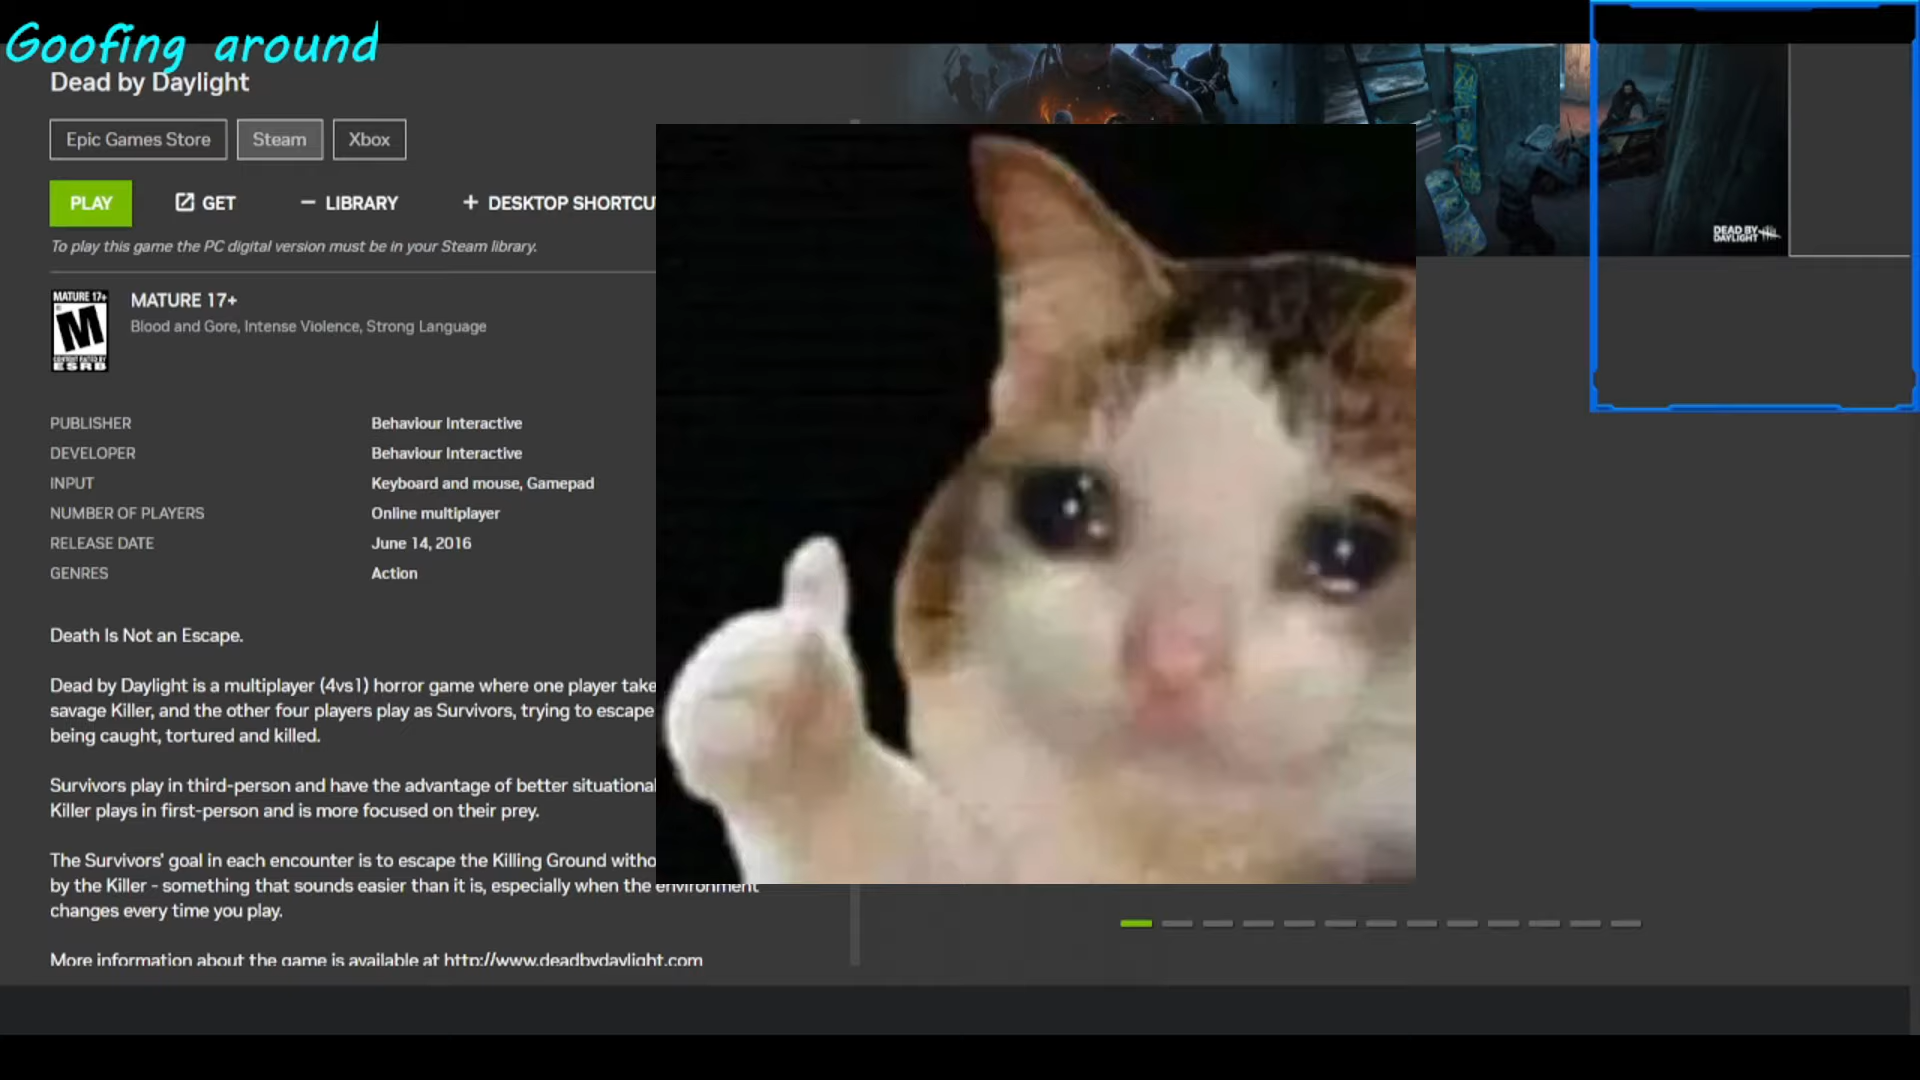 Goofing around
Dead by Daylight
Epic Games Store
Steam
Xbox
PLAY
GET
LIBRARY
+ DESKTOP SHORTCU
To play this game the PC digital version must be in your Steam library.
MATURE 17+
M
CONTENT RATED BY
ESRB
MATURE 17+
Blood and Gore, Intense Violence, Strong Language
PUBLISHER Behaviour Interactive
DEVELOPER Behaviour Interactive
INPUT Keyboard and mouse, Gamepad
NUMBER OF PLAYERS Online multiplayer
RELEASE DATE June 14, 2016
GENRES Action
Death Is Not an Escape.
Dead by Daylight is a multiplayer (4vs1) horror game where one player take
savage Killer, and the other four players play as Survivors, trying to escape
being caught, tortured and killed.
Survivors play in third-person and have the advantage of better situational
Killer plays in first-person and is more focused on their prey.
The Survivors' goal in each encounter is to escape the Killing Ground witho
by the Killer - something that sounds easier than it is, especially when the environment
changes every time you play.
More information about the game is available at http://www.deadbydaylight.com
DEAD BY
DAYLIGHT